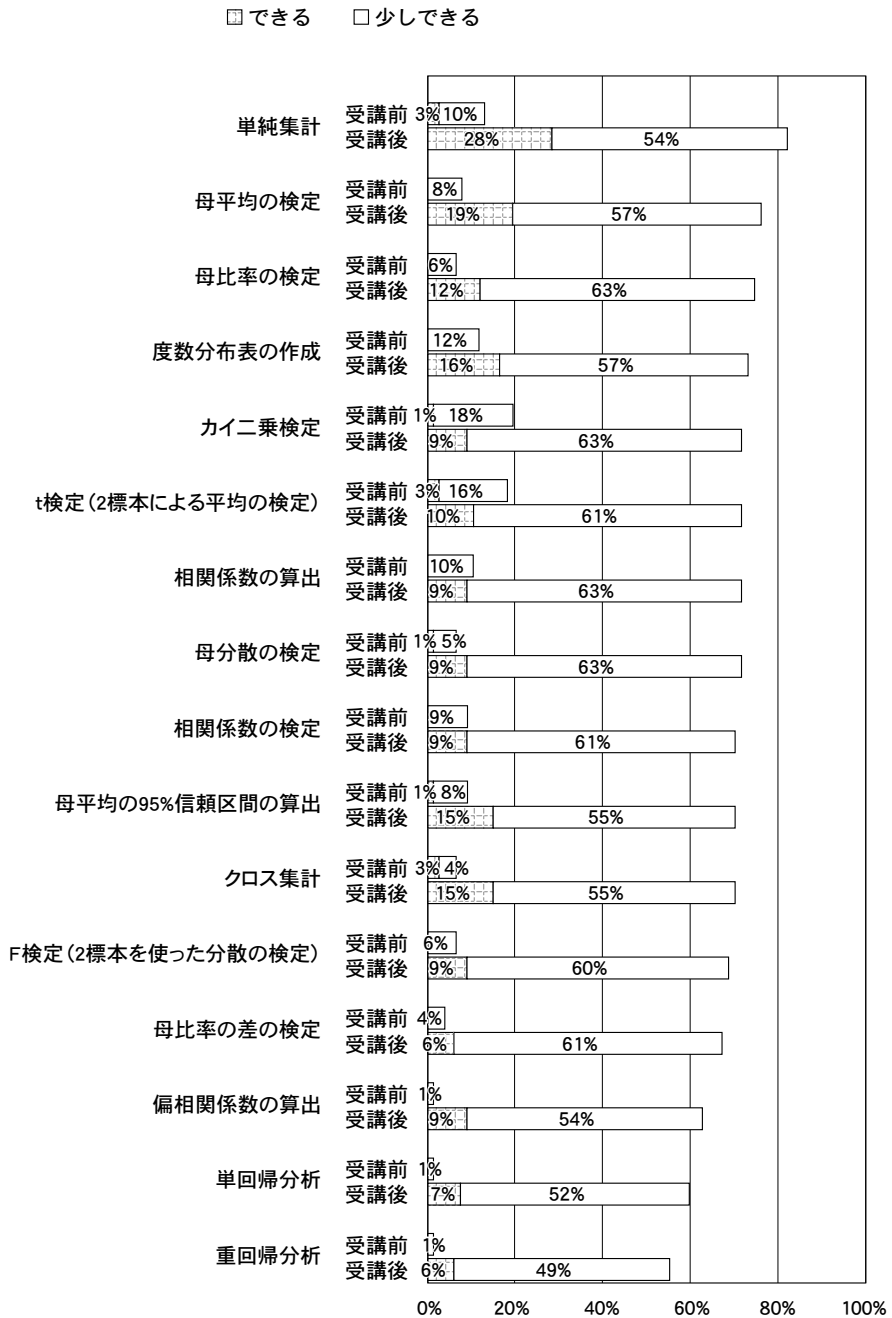 できる 少しできる
単純集計
受講前 3% 10%
受講後 28% 54%
母平均の検定
受講前 8%
受講後 19% 57%
母比率の検定
受講前 6%
受講後 12% 63%
度数分布表の作成
受講前 12%
受講後 16% 57%
カイ二乗検定
受講前 1% 18%
受講後 9% 63%
t検定（2標本による平均の検定）
受講前 3% 16%
受講後 10% 61%
相関係数の算出
受講前 10%
受講後 9% 63%
母分散の検定
受講前 1% 5%
受講後 9% 63%
相関係数の検定
受講前 9%
受講後 9% 61%
母平均の95%信頼区間の算出
受講前 1% 8%
受講後 15% 55%
クロス集計
受講前 3% 4%
受講後 15% 55%
F検定（2標本を使った分散の検定）
受講前 6%
受講後 9% 60%
母比率の差の検定
受講前 4%
受講後 6% 61%
偏相関係数の算出
受講前 1%
受講後 9% 54%
単回帰分析
受講前 1%
受講後 7% 52%
重回帰分析
受講前 1%
受講後 6% 49%
0% 20% 40% 60% 80% 100%